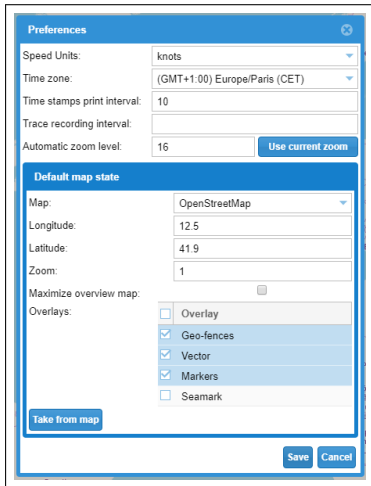 Preferences
Speed Units: knots
Time zone: (GMT+1:00) Europe/Paris (CET)
Time stamps print interval: 10
Trace recording interval:
Automatic zoom level: 16 Use current zoom
Default map state
Map: OpenStreetMap
Longitude: 12.5
Latitude: 41.9
Zoom: 1
Maximize overview map:
Overlays: Overlay
Geo-fences
Vector
Markers
Seamark
Take from map
Save Cancel